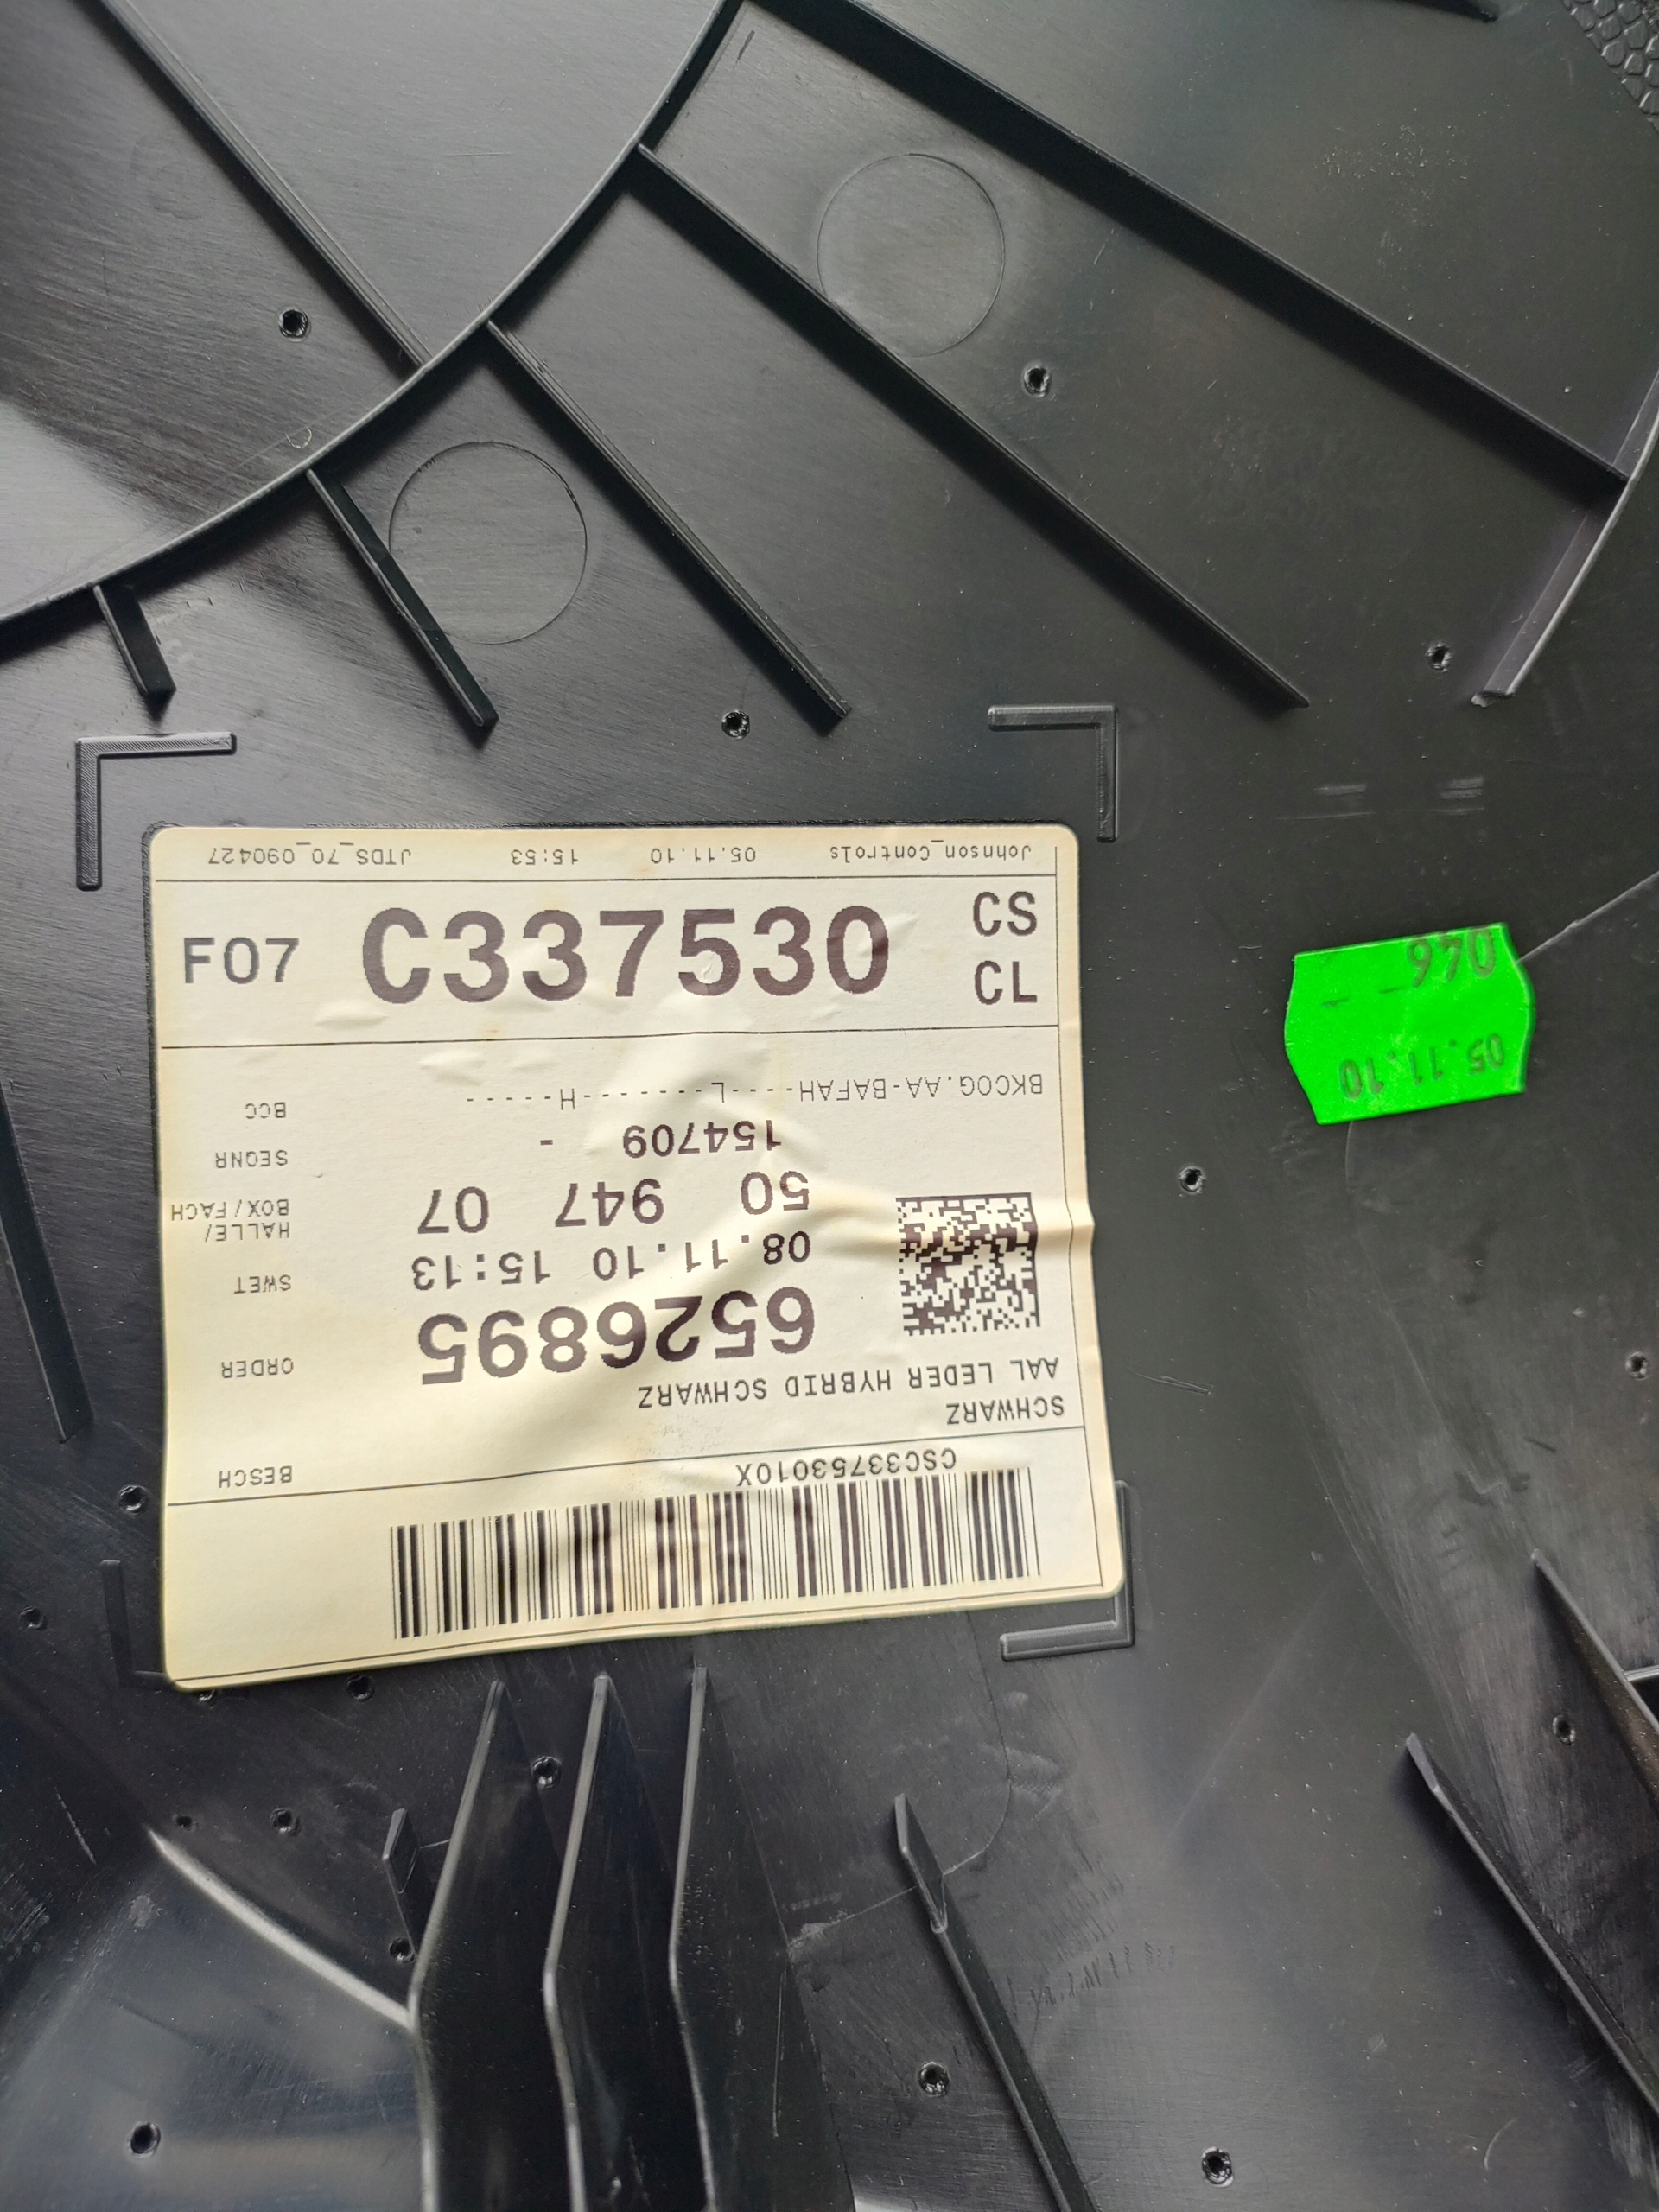 F07 C337530 CS
CL
CSC33753010X
BESCH
SCHWARZ
AAL LEDER HYBRID SCHWARZ
ORDER 6526895
SWET 08.11.10 15:13
HALLE/
BOX/FACH 50 947 07
SEQNR 154709 -
BCC BKCOG.AA-BAFAH----L--------H------
Johnson_Controls 05.11.10 15:53 JTDS_70_090427
05.11.10
046